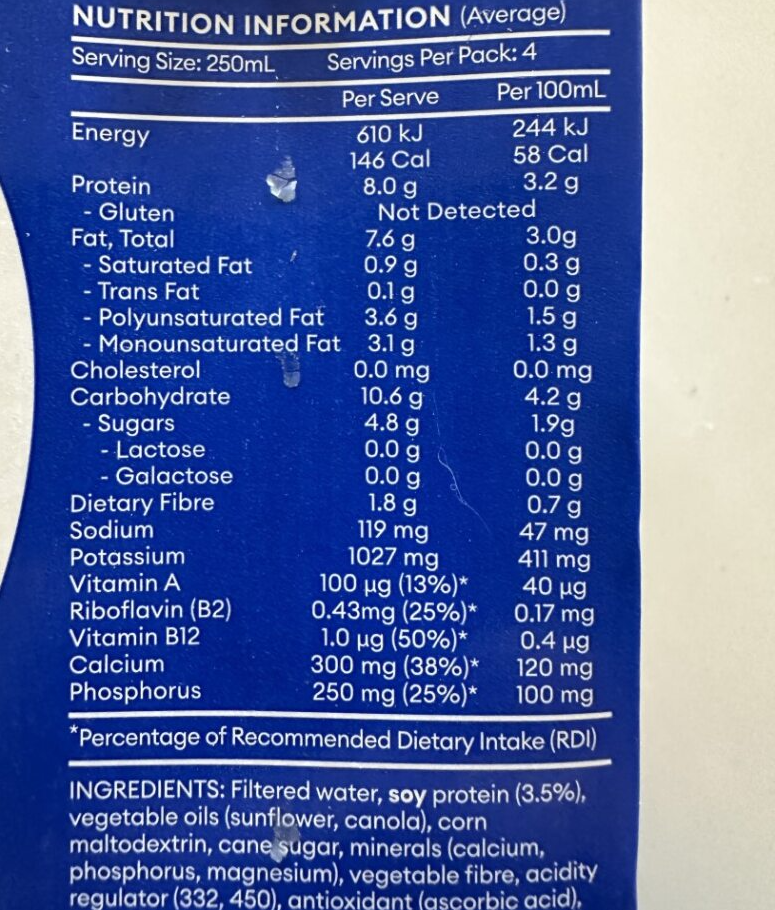 NUTRITION INFORMATION (Average)
Serving Size: 250mL Servings Per Pack: 4
Per Serve Per 100mL
Energy 610 kJ 244 kJ
146 Cal 58 Cal
Protein 8.0 g 3.2 g
- Gluten Not Detected
Fat, Total 7.6 g 3.0g
- Saturated Fat 0.9 g 0.3 g
- Trans Fat 0.1 g 0.0 g
- Polyunsaturated Fat 3.6 g 1.5 g
- Monounsaturated Fat 3.1 g 1.3 g
Cholesterol 0.0 mg 0.0 mg
Carbohydrate 10.6 g 4.2 g
- Sugars 4.8 g 1.9g
- Lactose 0.0 g 0.0 g
- Galactose 0.0 g 0.0 g
Dietary Fibre 1.8 g 0.7 g
Sodium 119 mg 47 mg
Potassium 1027 mg 411 mg
Vitamin A 100 µg (13%)* 40 µg
Riboflavin (B2) 0.43mg (25%)* 0.17 mg
Vitamin B12 1.0 µg (50%)* 0.4 µg
Calcium 300 mg (38%)* 120 mg
Phosphorus 250 mg (25%)* 100 mg
*Percentage of Recommended Dietary Intake (RDI)
INGREDIENTS: Filtered water, soy protein (3.5%),
vegetable oils (sunflower, canola), corn
maltodextrin, cane sugar, minerals (calcium,
phosphorus, magnesium), vegetable fibre, acidity
regulator (332, 450), antioxidant (ascorbic acid),